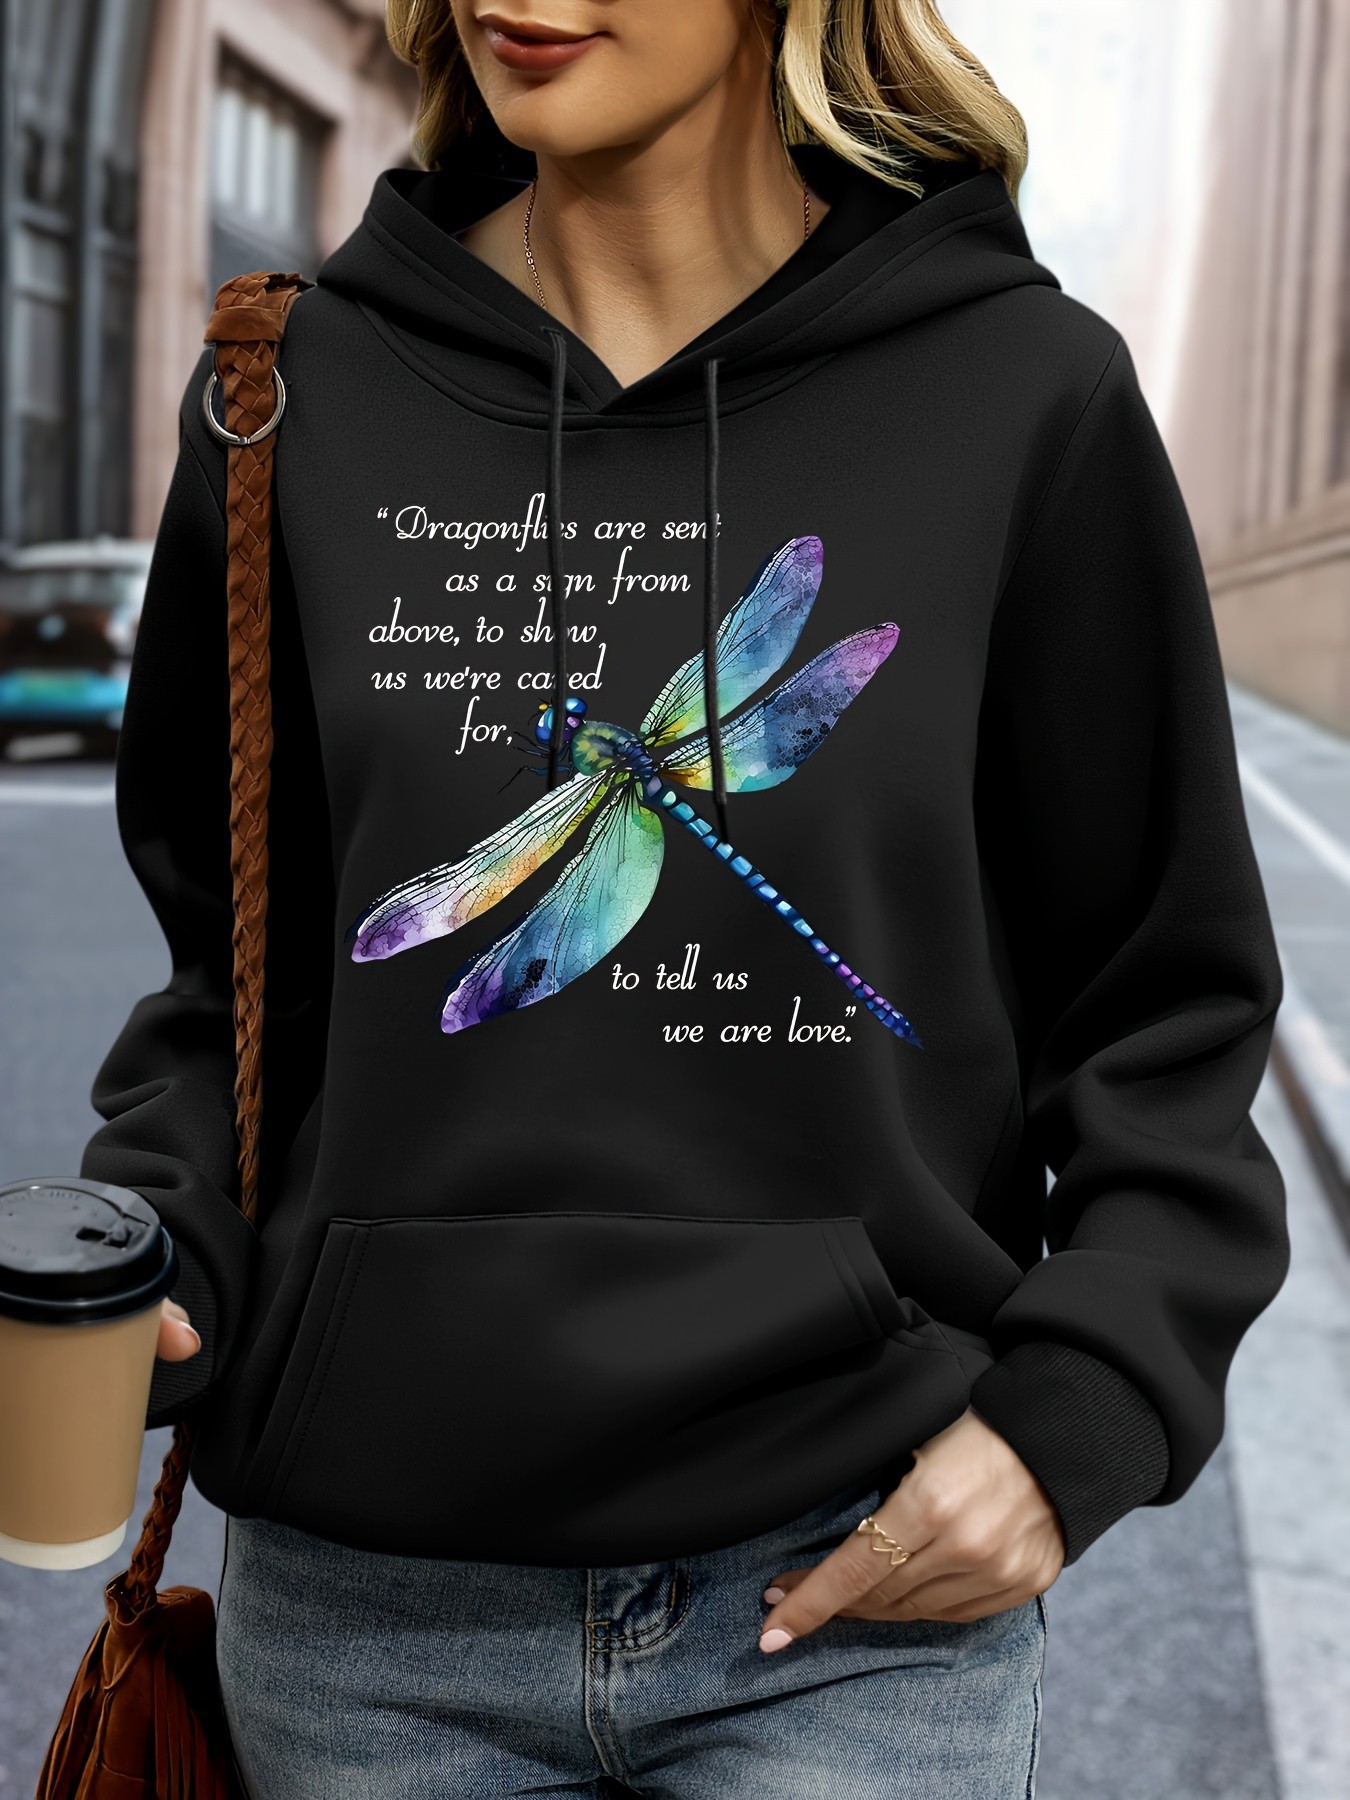 “Dragonflies are sent
as a sign from
above, to show
us we're cared
for,
to tell us
we are love.”